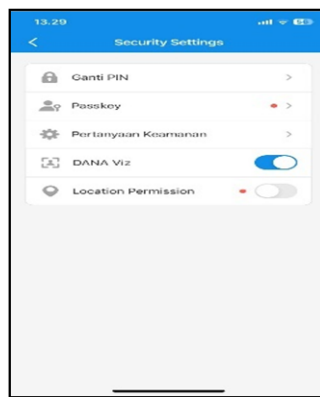 13.29
Security Settings
Ganti PIN
Passkey
Pertanyaan Keamanan
DANA Viz
Location Permission